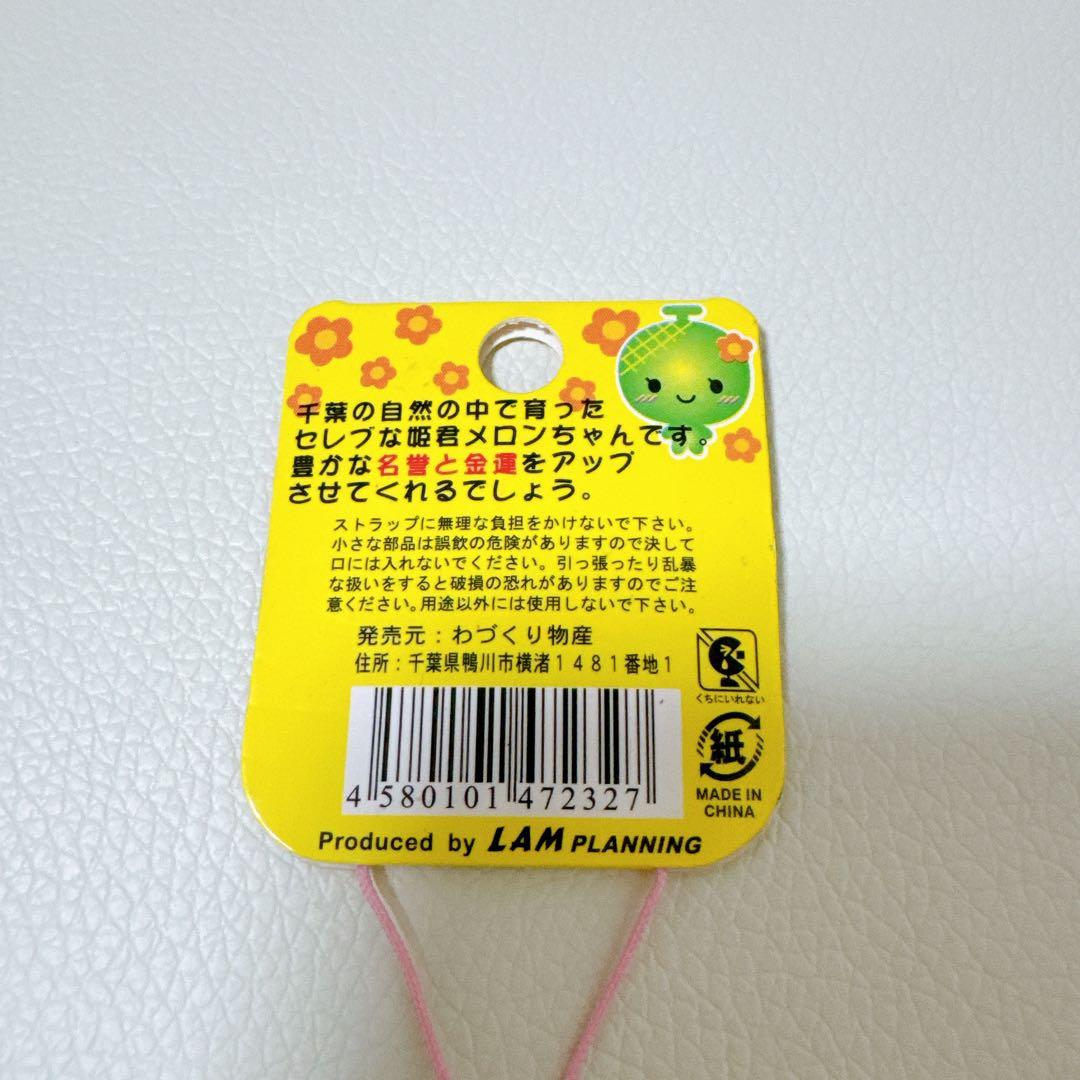 千葉の自然の中で育った
セレブな姫君メロンちゃんです。
豊かな名誉と金運をアップ
させてくれるでしょう。
ストラップに無理な負担をかけないで下さい。
小さな部品は誤飲の危険がありますので決して
口には入れないでください。引っ張ったり乱暴
な扱いをすると破損の恐れがありますのでご注
意ください。用途以外には使用しないで下さい。
発売元:わづくり物産
住所:千葉県鴨川市横渚1481番地1
くちにいれない
紙
MADE IN
CHINA
4 580101 472327
Produced by LAM PLANNING